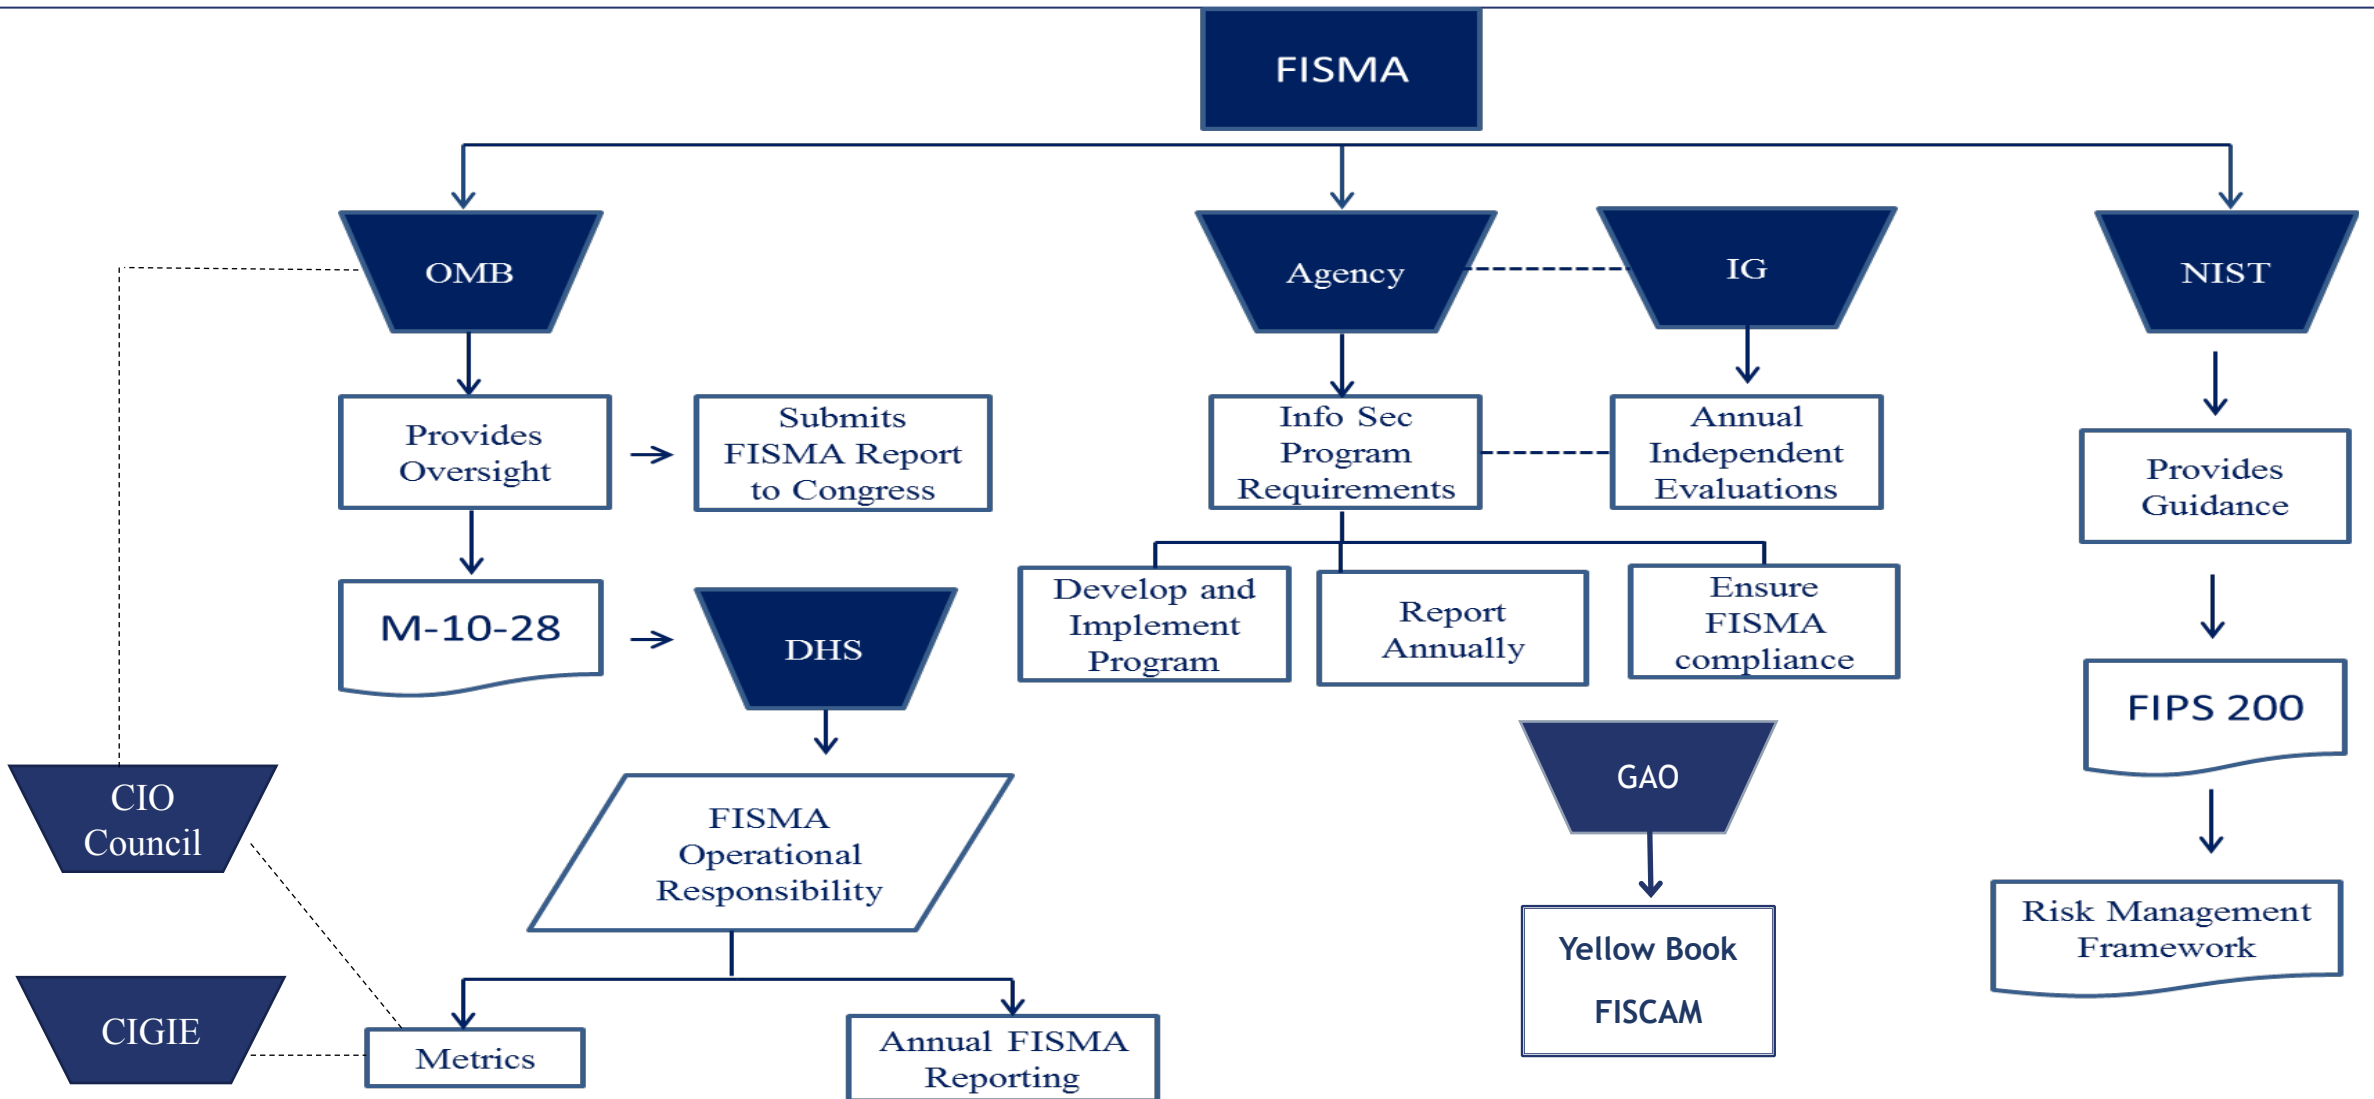 FISMA
OMB
Agency
IG
NIST
Provides
Oversight
Submits
FISMA Report
to Congress
Info Sec
Program
Requirements
Annual
Independent
Evaluations
Provides
Guidance
M-10-28
DHS
Develop and
Implement
Program
Report
Annually
Ensure
FISMA
compliance
FIPS 200
CIO
Council
FISMA
Operational
Responsibility
GAO
Yellow Book
FISCAM
Risk Management
Framework
CIGIE
Metrics
Annual FISMA
Reporting